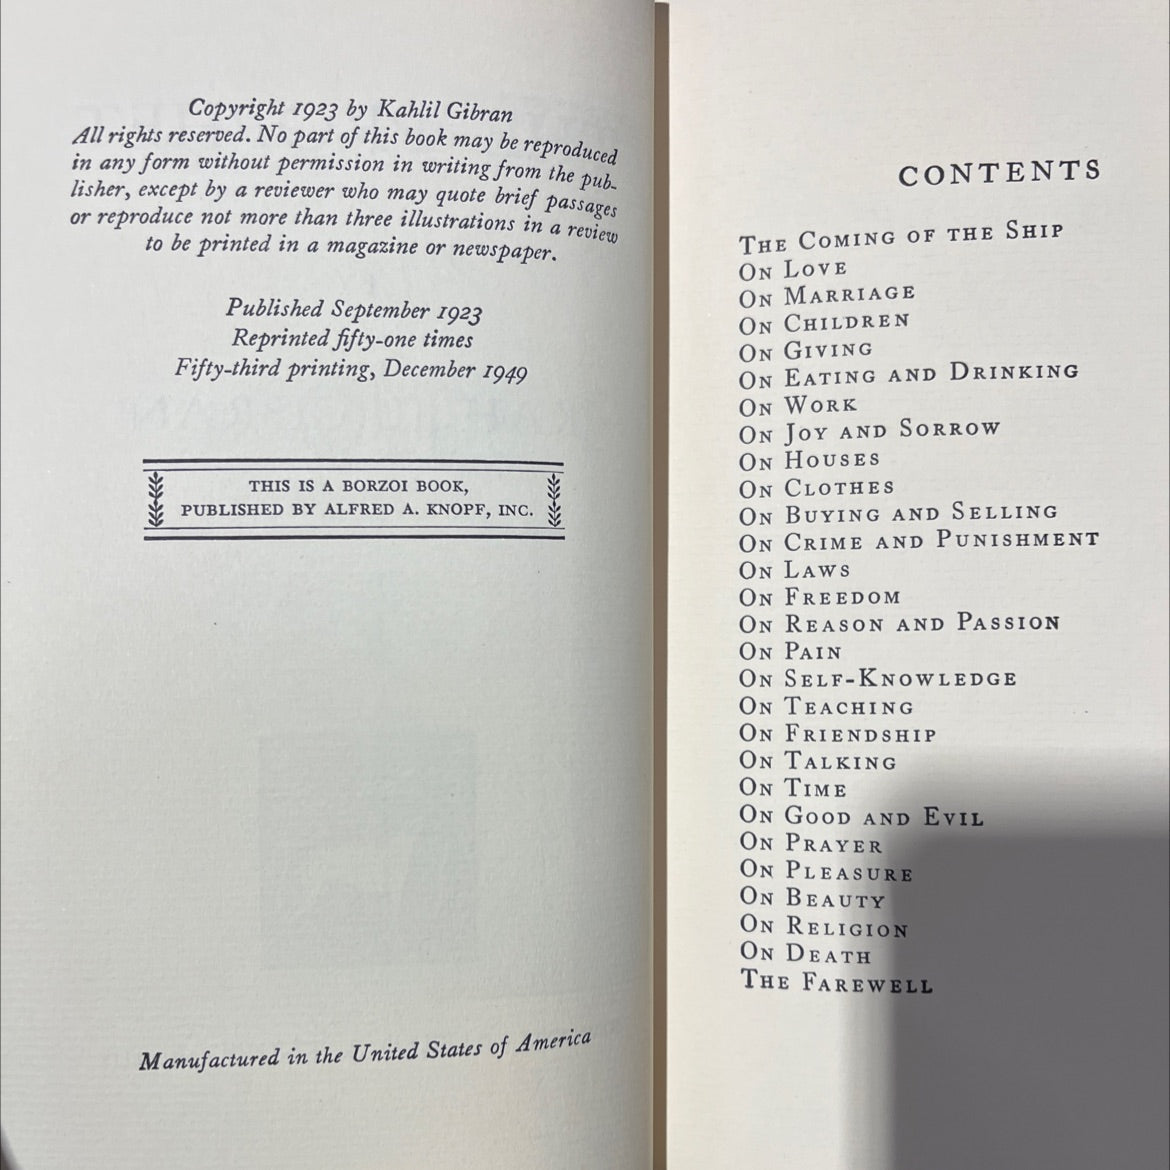 Copyright 1923 by Kahlil Gibran
All rights reserved. No part of this book may be reproduced
in any form without permission in writing from the pub-
lisher, except by a reviewer who may quote brief passages
or reproduce not more than three illustrations in a review
to be printed in a magazine or newspaper.
Published September 1923
Reprinted fifty-one times
Fifty-third printing, December 1949
THIS IS A BORZOI BOOK,
PUBLISHED BY ALFRED A. KNOPF, INC.
Manufactured in the United States of America
CONTENTS
The Coming of the Ship
On Love
On Marriage
On Children
On Giving
On Eating and Drinking
On Work
On Joy and Sorrow
On Houses
On Clothes
On Buying and Selling
On Crime and Punishment
On Laws
On Freedom
On Reason and Passion
On Pain
On Self-Knowledge
On Teaching
On Friendship
On Talking
On Time
On Good and Evil
On Prayer
On Pleasure
On Beauty
On Religion
On Death
The Farewell